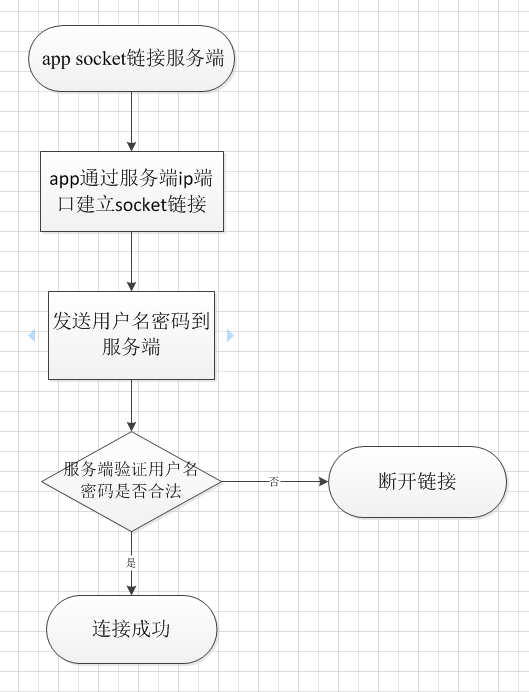 app socket链接服务端
app通过服务端ip端
口建立socket链接
发送用户名密码到
服务端
服务端验证用户名
密码是否合法
否
断开链接
是
连接成功